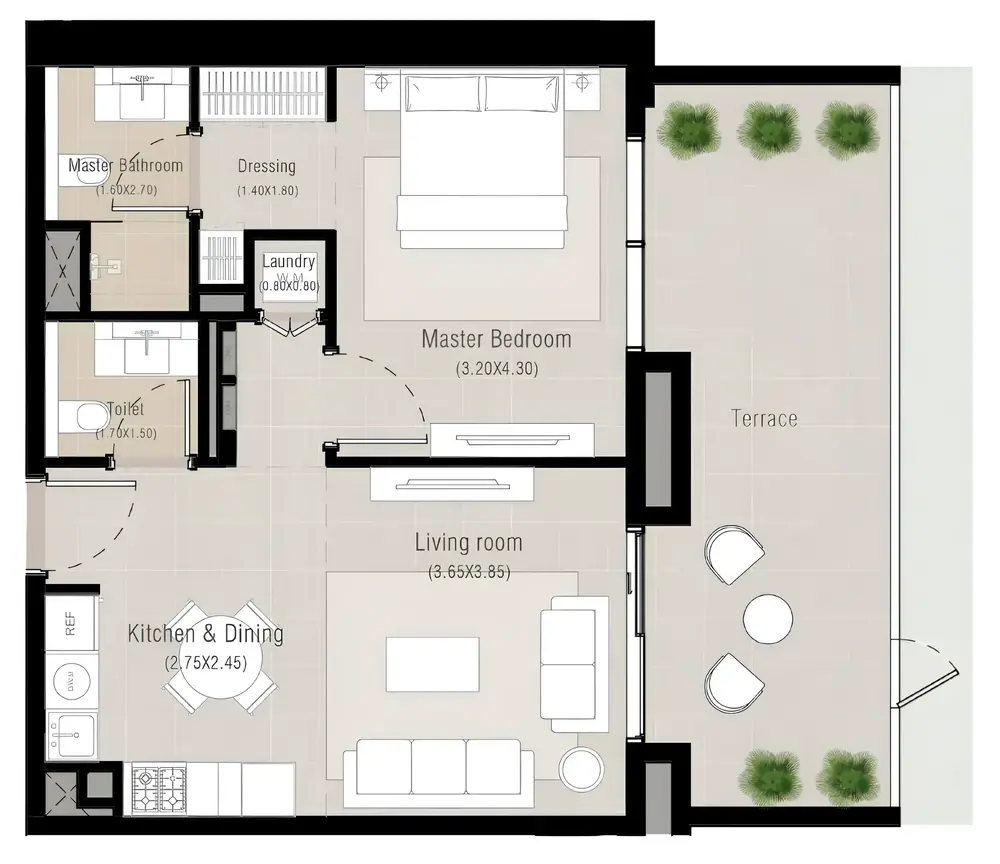 Master Bathroom
(1.60X2.70)
Dressing
(1.40X1.80)
Laundry
W.M
(0.80X0.80)
Master Bedroom
(3.20X4.30)
Toilet
(1.70X1.50)
Terrace
Living room
(3.65X3.85)
REF
Kitchen & Dining
(2.75X2.45)